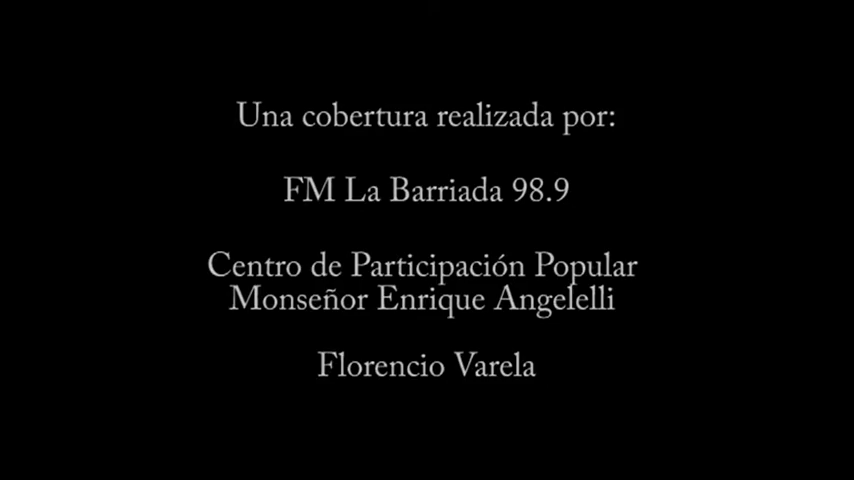 Una cobertura realizada por:
FM La Barriada 98.9
Centro de Participación Popular
Monseñor Enrique Angelelli
Florencio Varela